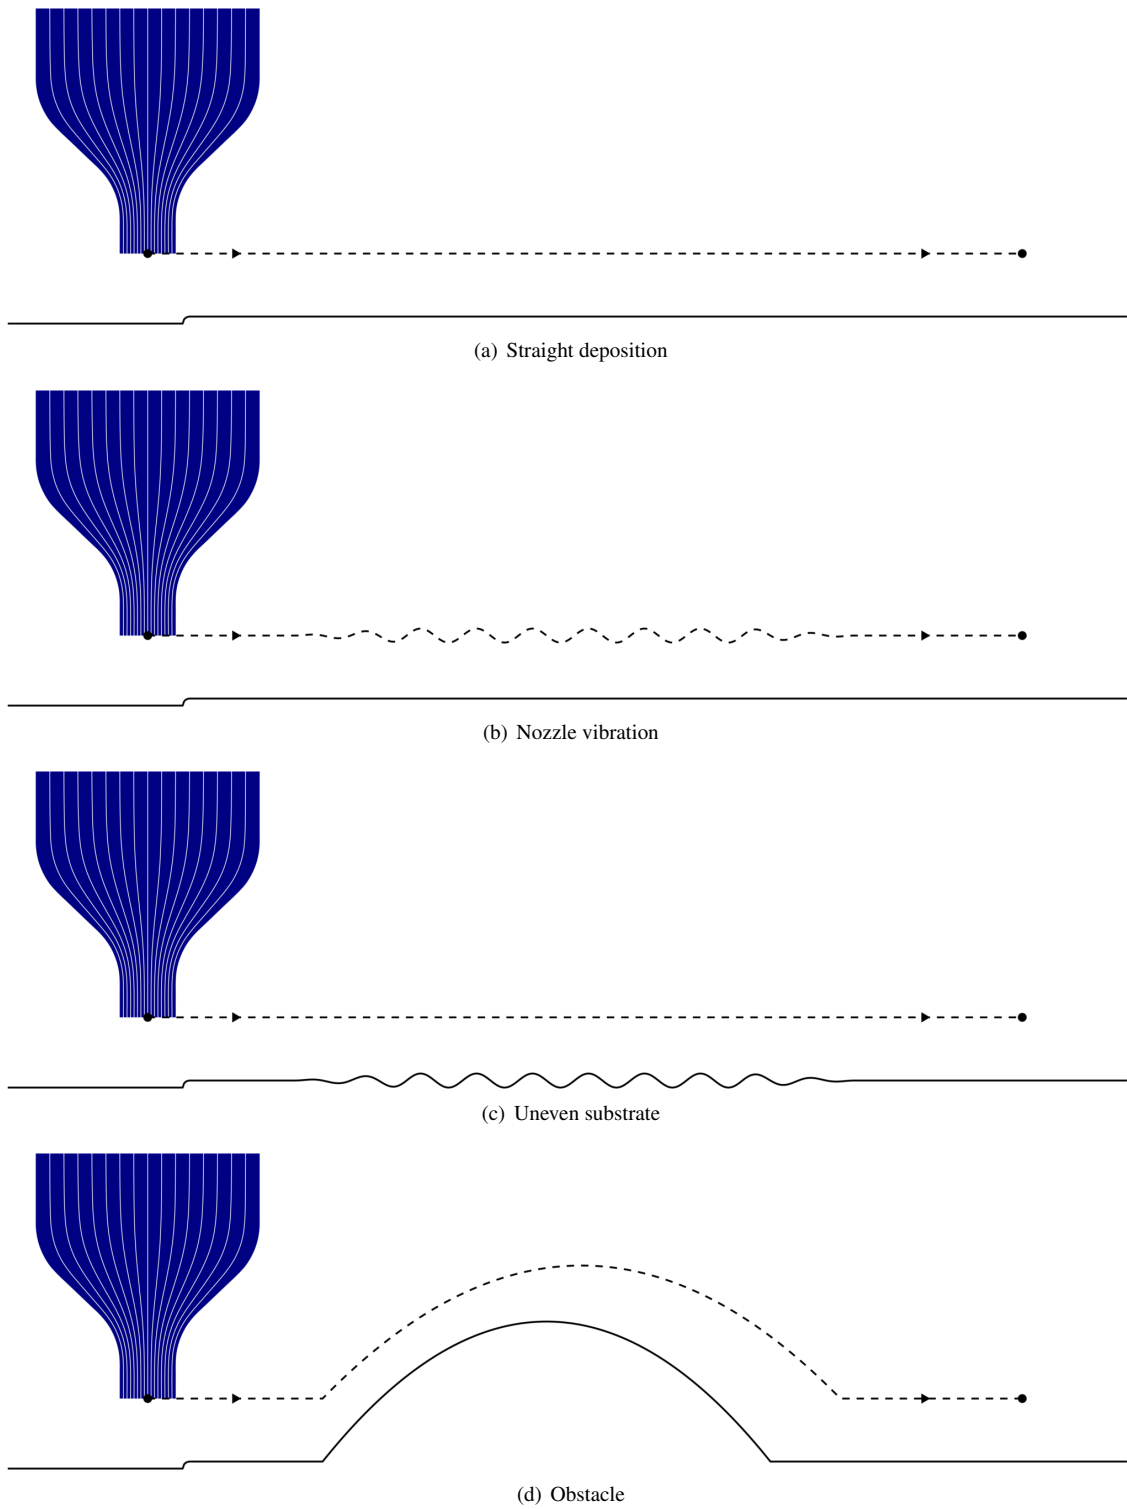 (a) Straight deposition
(b) Nozzle vibration
(c) Uneven substrate
(d) Obstacle